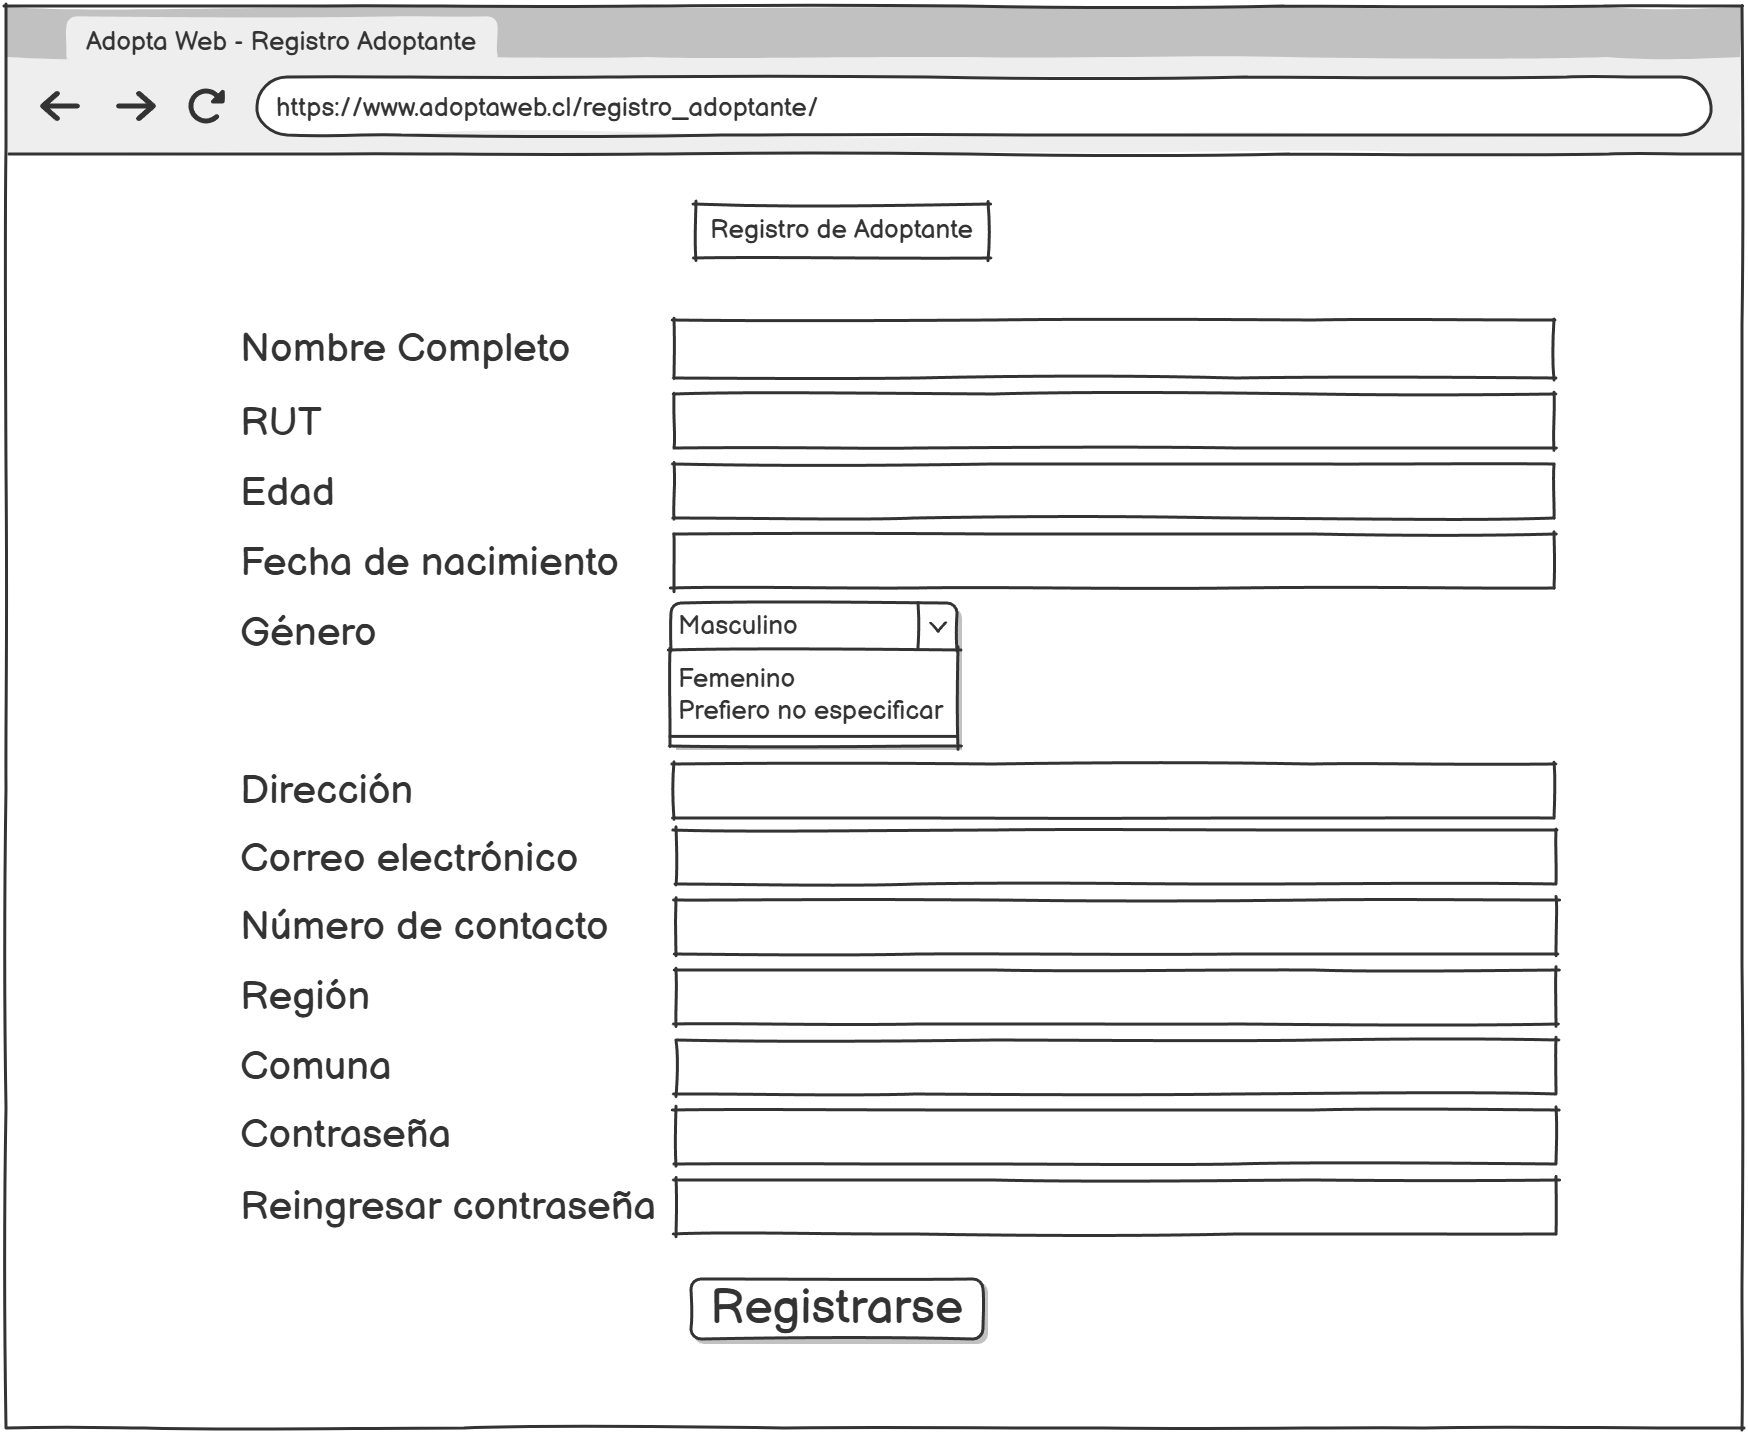 Adopta Web - Registro Adoptante
https://www.adoptaweb.cl/registro_adoptante/
Registro de Adoptante
Nombre Completo
RUT
Edad
Fecha de nacimiento
Género
Masculino
Femenino
Prefiero no especificar
Dirección
Correo electrónico
Número de contacto
Región
Comuna
Contraseña
Reingresar contraseña
Registrarse